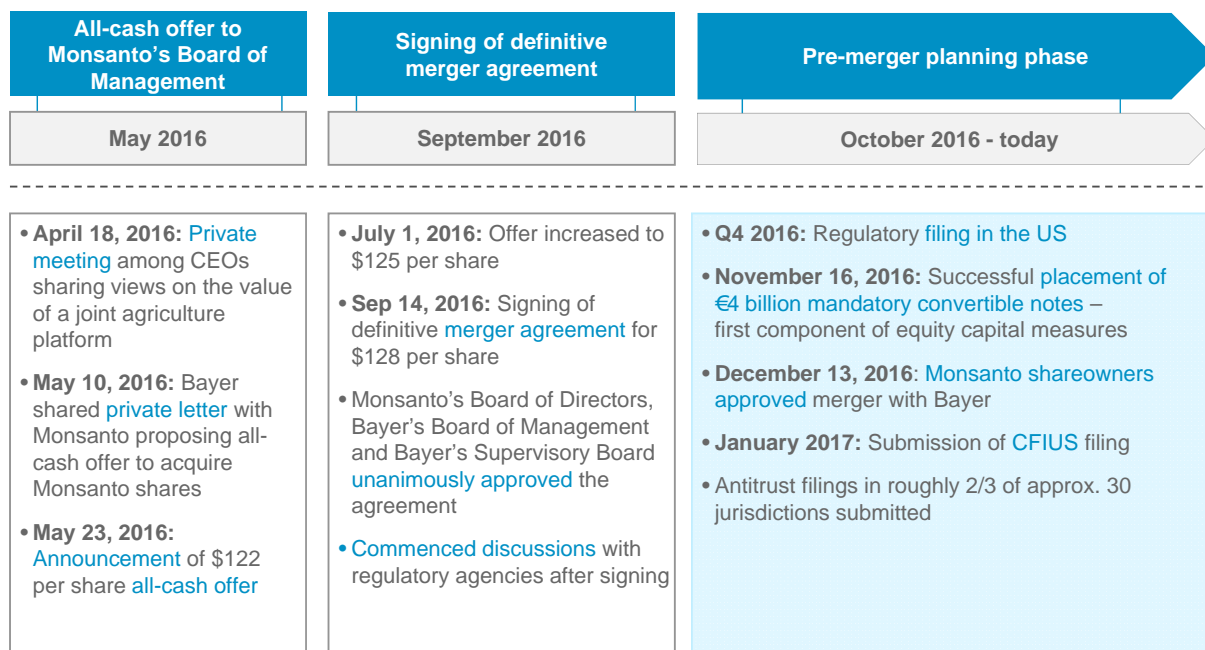 All-cash offer to
Monsanto's Board of
Management
May 2016
• April 18, 2016: Private
meeting among CEOs
sharing views on the value
of a joint agriculture
platform
• May 10, 2016: Bayer
shared private letter with
Monsanto proposing all-
cash offer to acquire
Monsanto shares
• May 23, 2016:
Announcement of $122
per share all-cash offer
Signing of definitive
merger agreement
September 2016
• July 1, 2016: Offer increased to
$125 per share
• Sep 14, 2016: Signing of
definitive merger agreement for
$128 per share
• Monsanto's Board of Directors,
Bayer's Board of Management
and Bayer's Supervisory Board
unanimously approved the
agreement
• Commenced discussions with
regulatory agencies after signing
Pre-merger planning phase
October 2016 - today
• Q4 2016: Regulatory filing in the US
• November 16, 2016: Successful placement of
€4 billion mandatory convertible notes –
first component of equity capital measures
• December 13, 2016: Monsanto shareowners
approved merger with Bayer
• January 2017: Submission of CFIUS filing
• Antitrust filings in roughly 2/3 of approx. 30
jurisdictions submitted